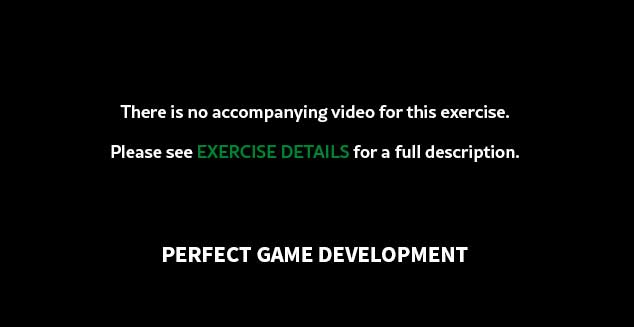 There is no accompanying video for this exercise.
Please see EXERCISE DETAILS for a full description.
PERFECT GAME DEVELOPMENT